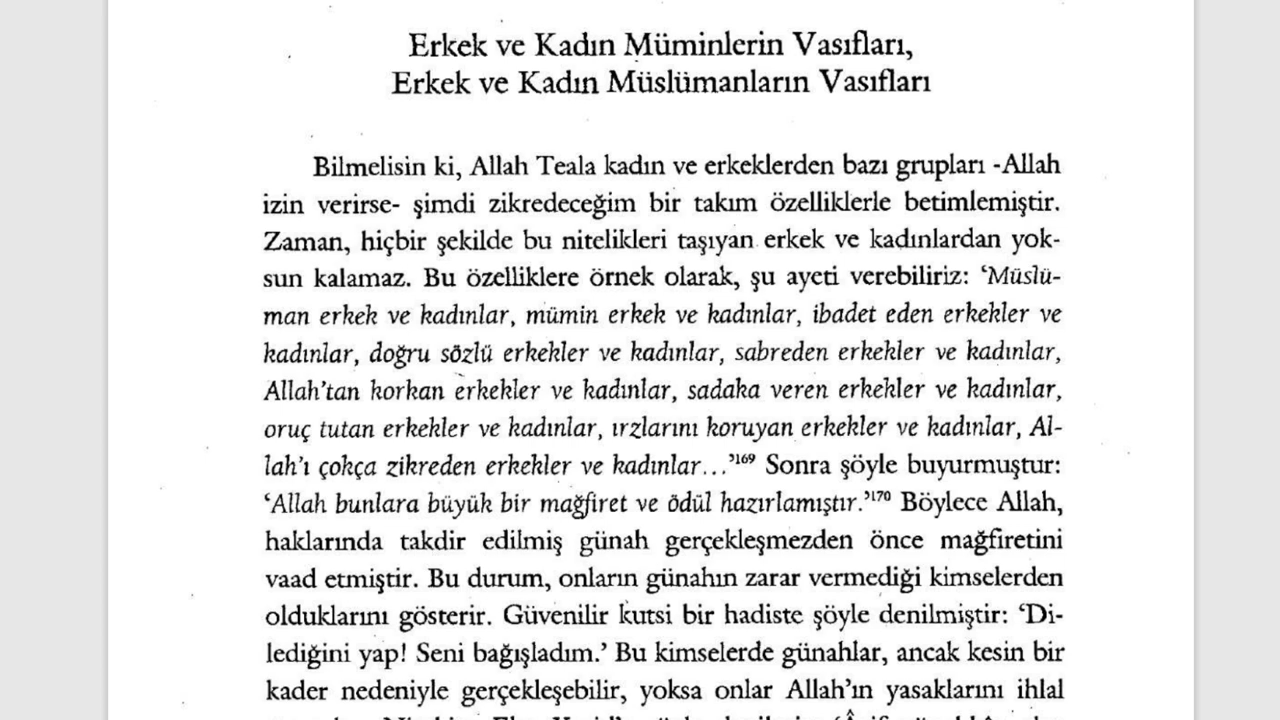 Erkek ve Kadın Müminlerin Vasıfları,
Erkek ve Kadın Müslümanların Vasıfları
Bilmelisin ki, Allah Teala kadın ve erkeklerden bazı grupları -Allah
izin verirse- şimdi zikredeceğim bir takım özelliklerle betimlemiştir.
Zaman, hiçbir şekilde bu nitelikleri taşıyan erkek ve kadınlardan yok-
sun kalamaz. Bu özelliklere örnek olarak, şu ayeti verebiliriz: ‘Müslü-
man erkek ve kadınlar, mümin erkek ve kadınlar, ibadet eden erkekler ve
kadınlar, doğru sözlü erkekler ve kadınlar, sabreden erkekler ve kadınlar,
Allah’tan korkan erkekler ve kadınlar, sadaka veren erkekler ve kadınlar,
oruç tutan erkekler ve kadınlar, ırzlarını koruyan erkekler ve kadınlar, Al-
lah’ı çokça zikreden erkekler ve kadınlar...’169 Sonra şöyle buyurmuştur:
‘Allah bunlara büyük bir mağfiret ve ödül hazırlamıştır.’170 Böylece Allah,
haklarında takdir edilmiş günah gerçekleşmezden önce mağfiretini
vaad etmiştir. Bu durum, onların günahın zarar vermediği kimselerden
olduklarını gösterir. Güvenilir kutsi bir hadiste şöyle denilmiştir: ‘Di-
lediğini yap! Seni bağışladım.’ Bu kimselerde günahlar, ancak kesin bir
kader nedeniyle gerçekleşebilir, yoksa onlar Allah’ın yasaklarını ihlal